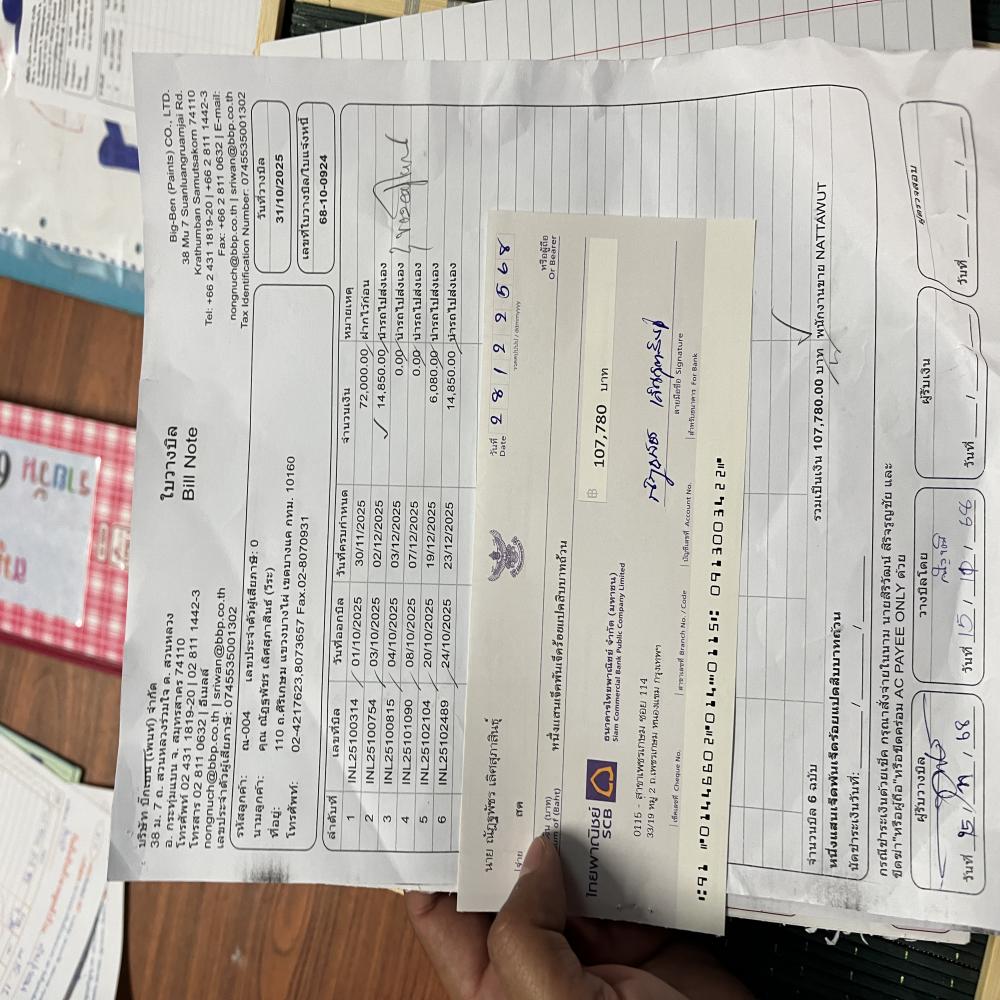 บริษัท บิ๊กเบน (เพ้นท์) จำกัด
38 ม. 7 ถ. สวนหลวงร่วมใจ ต. สวนหลวง
อ. กระทุ่มแบน จ. สมุทรสาคร 74110
โทรศัพท์ 02 431 1819-20 | 02 811 1442-3
โทรสาร 02 811 0632 | อีเมลล์
nongnuch@bbp.co.th | sriwan@bbp.co.th
เลขประจำตัวผู้เสียภาษี: 0745535001302
ใบวางบิล
Bill Note
Big-Ben (Paints) CO., LTD.
38 Mu 7 Suanluangruamjai Rd.
Krathumban Samutsakorn 74110
Tel: +66 2 431 1819-20 | +66 2 811 1442-3
Fax: +66 2 811 0632 | E-mail:
nongnuch@bbp.co.th | sriwan@bbp.co.th
Tax Identification Number: 0745535001302
รหัสลูกค้า: ณ-004 เลขประจำตัวผู้เสียภาษี: 0
นามลูกค้า: คุณ ณัฏฐพัชร เลิศสุภาสินธุ์ (วีระ)
ที่อยู่: 110 ถ.ศิริเกษม แขวงบางไผ่ เขตบางแค กทม. 10160
โทรศัพท์: 02-4217623,8073657 Fax.02-8070931
วันที่วางบิล
31/10/2025
เลขที่ใบวางบิล/ใบแจ้งหนี้
68-10-0924
ลำดับที่ เลขที่บิล วันที่ออกบิล วันที่ครบกำหนด จำนวนเงิน หมายเหตุ
1 INL25100314 01/10/2025 30/11/2025 72,000.00 ฝากไว้ก่อน
2 INL25100754 03/10/2025 02/12/2025 14,850.00 นำรถไปส่งเอง
3 INL25100815 04/10/2025 03/12/2025 0.00 นำรถไปส่งเอง
4 INL25101090 08/10/2025 07/12/2025 0.00 นำรถไปส่งเอง
5 INL25102104 20/10/2025 19/12/2025 6,080.00 นำรถไปส่งเอง
6 INL25102489 24/10/2025 23/12/2025 14,850.00 นำรถไปส่งเอง
วันที่ 28122568
Date
นาย ณัฏฐพัชร เลิศสุภาสินธุ์
หรือผู้ถือ
Or Bearer
จ่าย สด
หนึ่งแสนเจ็ดพันเจ็ดร้อยแปดสิบบาทถ้วน
฿ 107,780 บาท
ไทยพาณิชย์
SCB
ธนาคารไทยพาณิชย์ จำกัด (มหาชน)
Siam Commercial Bank Public Company Limited
0115 - สาขาเพชรเกษม ซอย 114
33/19 หมู่ 2 ถ.เพชรเกษม หนองแขม กรุงเทพฯ
ลายมือชื่อ Signature
เช็คเลขที่ Cheque No. สาขาเลขที่ Branch No. / Code บัญชีเลขที่ Account No. สำหรับธนาคาร For Bank
จำนวนบิล 6 ฉบับ รวมเป็นเงิน 107,780.00 บาท พนักงานขาย NATTAWUT
หนึ่งแสนเจ็ดพันเจ็ดร้อยแปดสิบบาทถ้วน
นัดชำระเงินวันที่: / /
กรณีชำระเงินด้วยเช็ค กรุณาสั่งจ่ายในนาม นายสิริวัฒน์ สิริจรูญชัย และ
ขีดฆ่า"หรือผู้ถือ"หรือขีดคร่อม AC PAYEE ONLY ด้วย
ผู้รับวางบิล วางบิลโดย ผู้รับเงิน ผู้ตรวจสอบ
วันที่ 25/11/68 วันที่ วันที่ / / วันที่ / /